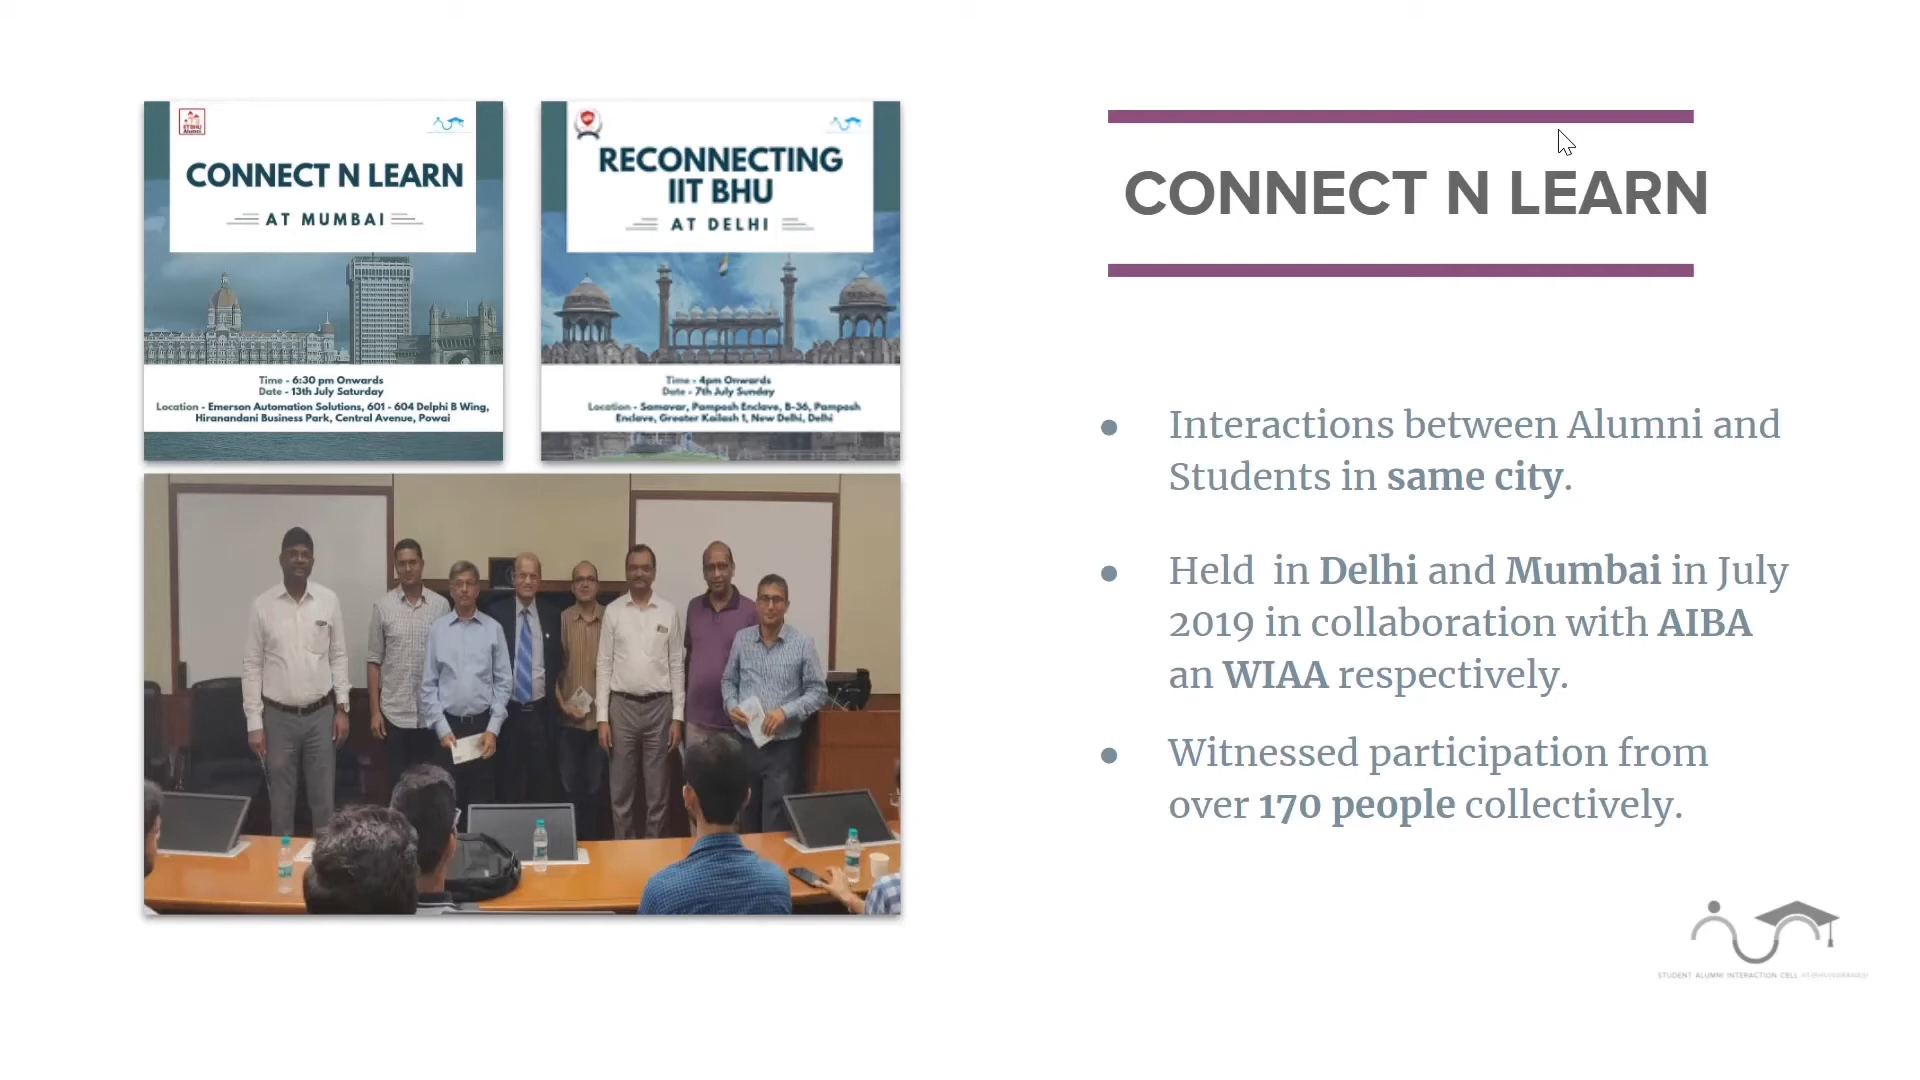 IIT BHU
Alumni
CONNECT N LEARN
AT MUMBAI
Time - 6:30 pm Onwards
Date - 13th July Saturday
Location - Emerson Automation Solutions, 601 - 604 Delphi B Wing,
Hiranandani Business Park, Central Avenue, Powai
RECONNECTING
IIT BHU
AT DELHI
Time - 4pm Onwards
Date - 7th July Sunday
Location - Samavar, Pamposh Enclave, B-36, Pamposh
Enclave, Greater Kailash 1, New Delhi, Delhi
CONNECT N LEARN
● Interactions between Alumni and
Students in same city.
● Held in Delhi and Mumbai in July
2019 in collaboration with AIBA
an WIAA respectively.
● Witnessed participation from
over 170 people collectively.
STUDENT ALUMNI INTERACTION CELL